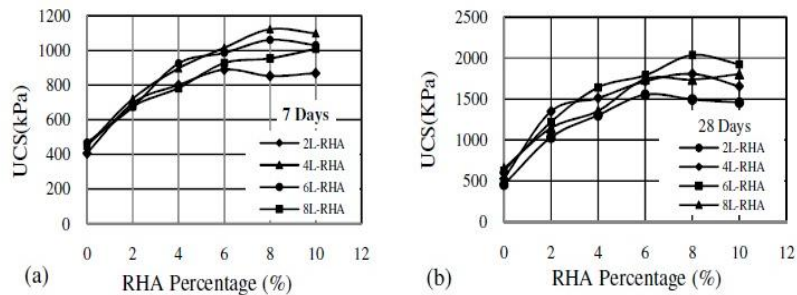 1200
1000
800
600
400
200
0
UCS(kPa)
7 Days
2L-RHA
4L-RHA
6L-RHA
8L-RHA
0 2 4 6 8 10 12
(a) RHA Percentage (%)
2500
2000
1500
1000
500
0
UCS(KPa)
28 Days
2L-RHA
4L-RHA
6L-RHA
8L-RHA
0 2 4 6 8 10 12
(b) RHA Percentage (%)